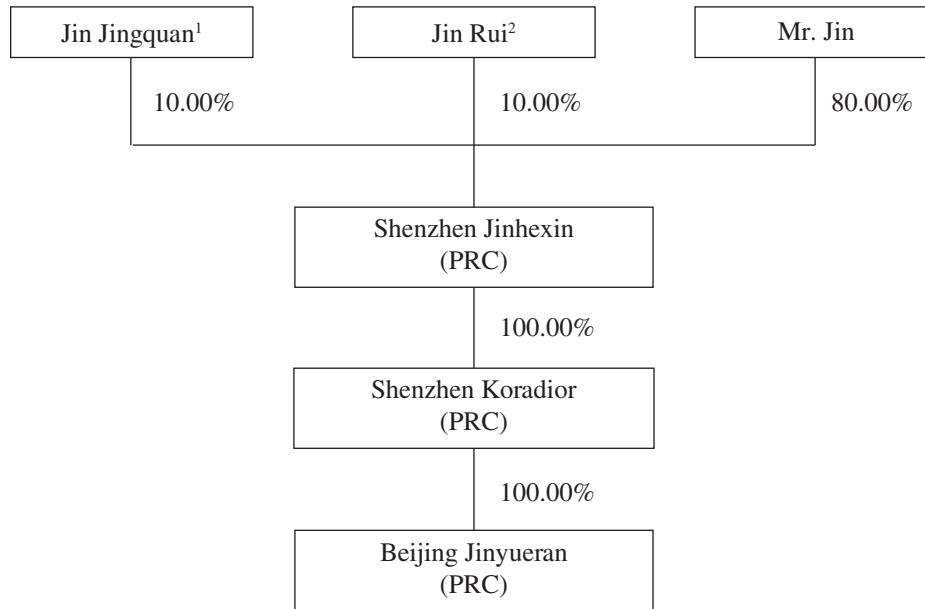 Jin Jingquan¹
Jin Rui²
Mr. Jin
10.00%
10.00%
80.00%
Shenzhen Jinhexin
(PRC)
100.00%
Shenzhen Koradior
(PRC)
100.00%
Beijing Jinyueran
(PRC)